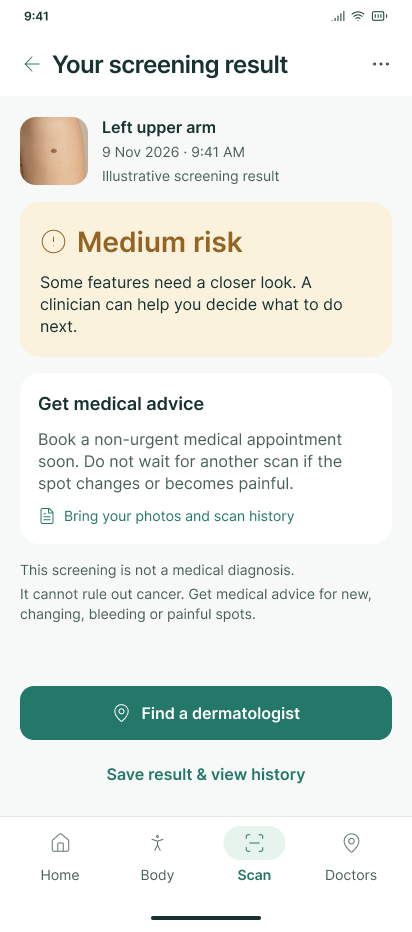 9:41
Your screening result
Left upper arm
9 Nov 2026 · 9:41 AM
Illustrative screening result
Medium risk
Some features need a closer look. A
clinician can help you decide what to do
next.
Get medical advice
Book a non-urgent medical appointment
soon. Do not wait for another scan if the
spot changes or becomes painful.
Bring your photos and scan history
This screening is not a medical diagnosis.
It cannot rule out cancer. Get medical advice for new,
changing, bleeding or painful spots.
Find a dermatologist
Save result & view history
Home
Body
Scan
Doctors